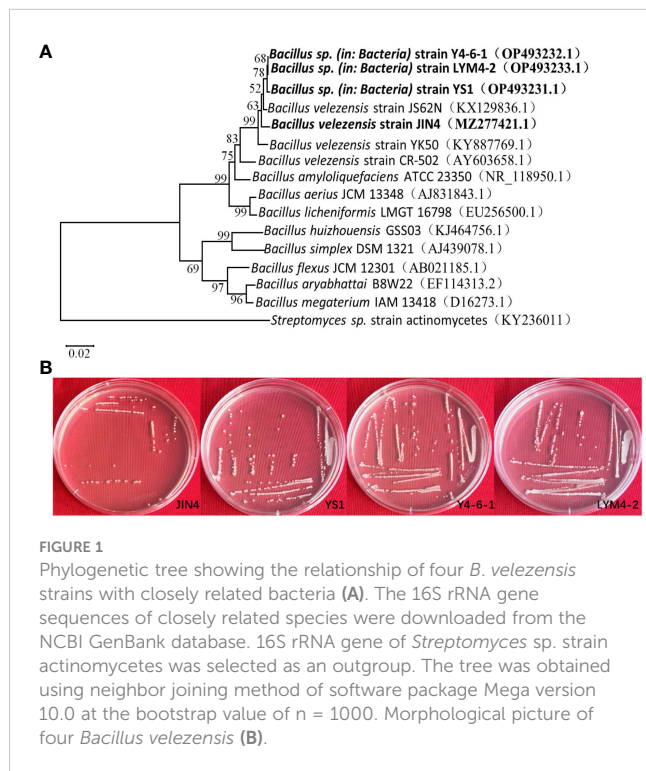 A
68
Bacillus sp. (in: Bacteria) strain Y4-6-1（OP493232.1）
78
Bacillus sp. (in: Bacteria) strain LYM4-2（OP493233.1）
52
Bacillus sp. (in: Bacteria) strain YS1（OP493231.1）
63
Bacillus velezensis strain JS62N（KX129836.1）
99
Bacillus velezensis strain JIN4（MZ277421.1）
83
Bacillus velezensis strain YK50（KY887769.1）
75
Bacillus velezensis strain CR-502（AY603658.1）
99
Bacillus amyloliquefaciens ATCC 23350（NR_118950.1）
Bacillus aerius JCM 13348（AJ831843.1）
99
Bacillus licheniformis LMGT 16798（EU256500.1）
Bacillus huizhouensis GSS03（KJ464756.1）
99
Bacillus simplex DSM 1321（AJ439078.1）
69
Bacillus flexus JCM 12301（AB021185.1）
97
Bacillus aryabhattai B8W22（EF114313.2）
96
Bacillus megaterium IAM 13418（D16273.1）
Streptomyces sp. strain actinomycetes（KY236011）
0.02
B
JIN4
YS1
Y4-6-1
LYM4-2
FIGURE 1
Phylogenetic tree showing the relationship of four B. velezensis
strains with closely related bacteria (A). The 16S rRNA gene
sequences of closely related species were downloaded from the
NCBI GenBank database. 16S rRNA gene of Streptomyces sp. strain
actinomycetes was selected as an outgroup. The tree was obtained
using neighbor joining method of software package Mega version
10.0 at the bootstrap value of n = 1000. Morphological picture of
four Bacillus velezensis (B).